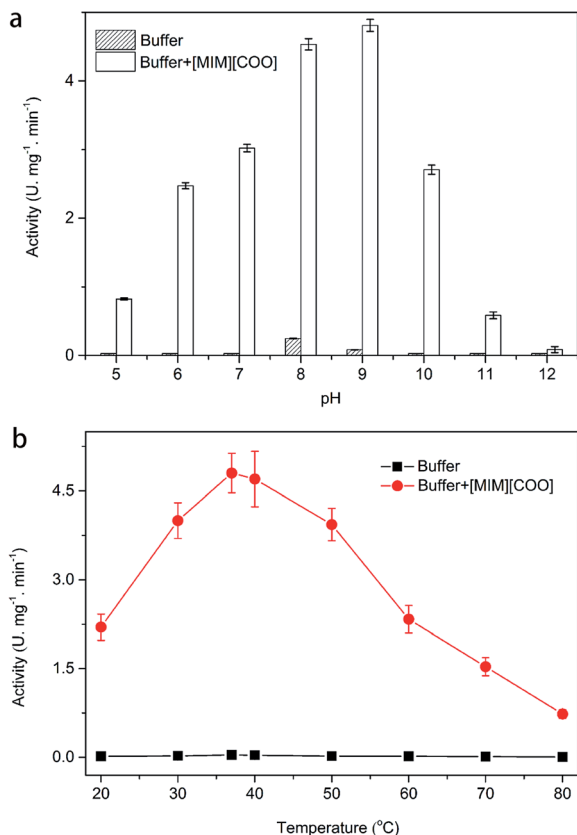 a
Buffer
Buffer+[MIM][COO]
Activity (U. mg⁻¹. min⁻¹)
4
2
0
5 6 7 8 9 10 11 12
pH
b
Buffer
Buffer+[MIM][COO]
Activity (U. mg⁻¹. min⁻¹)
4.5
3.0
1.5
0.0
20 30 40 50 60 70 80
Temperature (°C)